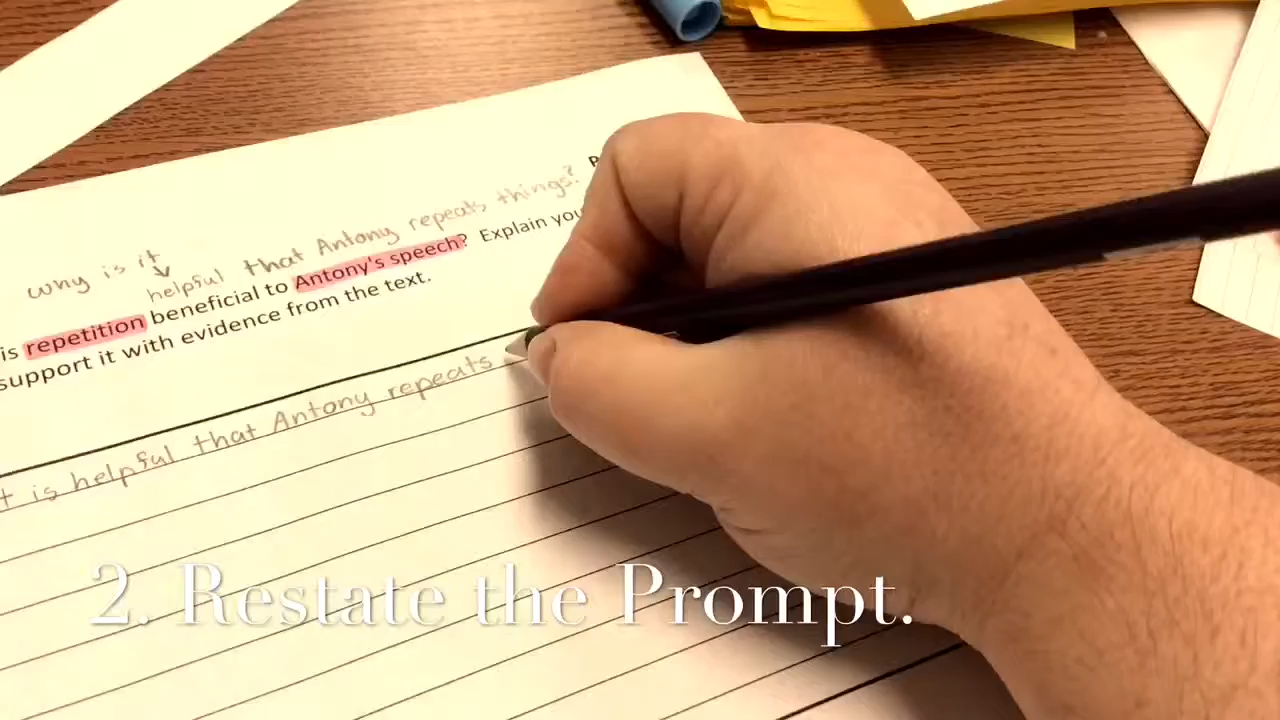 why is it
helpful that Antony repeats things?
is repetition beneficial to Antony's speech? Explain you
support it with evidence from the text.
t is helpful that Antony repeats
2. Restate the Prompt.